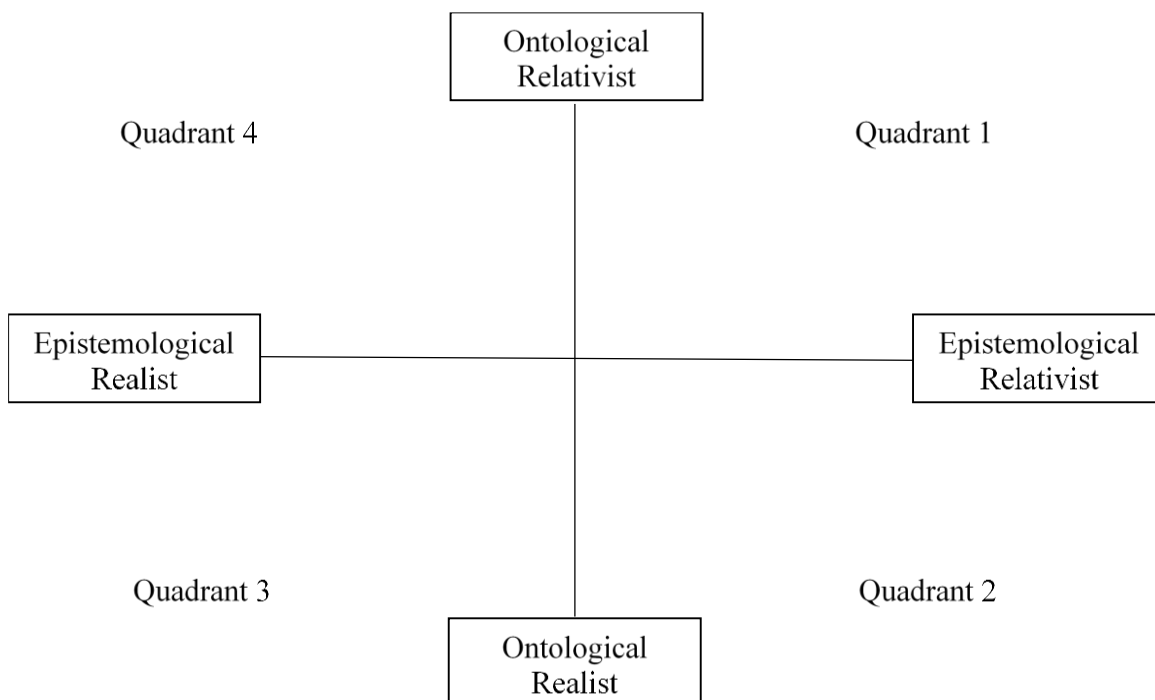 Ontological
Relativist
Quadrant 4
Quadrant 1
Epistemological
Realist
Epistemological
Relativist
Quadrant 3
Quadrant 2
Ontological
Realist